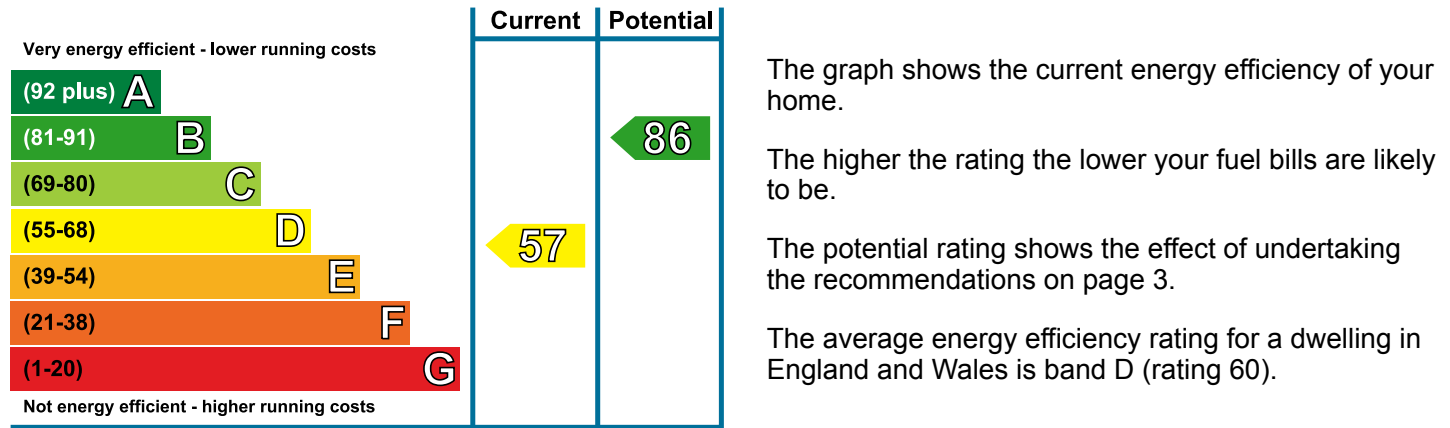 Current Potential
Very energy efficient - lower running costs
(92 plus) A
(81-91) B
86
(69-80) C
(55-68) D
57
(39-54) E
(21-38) F
(1-20) G
Not energy efficient - higher running costs
The graph shows the current energy efficiency of your
home.
The higher the rating the lower your fuel bills are likely
to be.
The potential rating shows the effect of undertaking
the recommendations on page 3.
The average energy efficiency rating for a dwelling in
England and Wales is band D (rating 60).